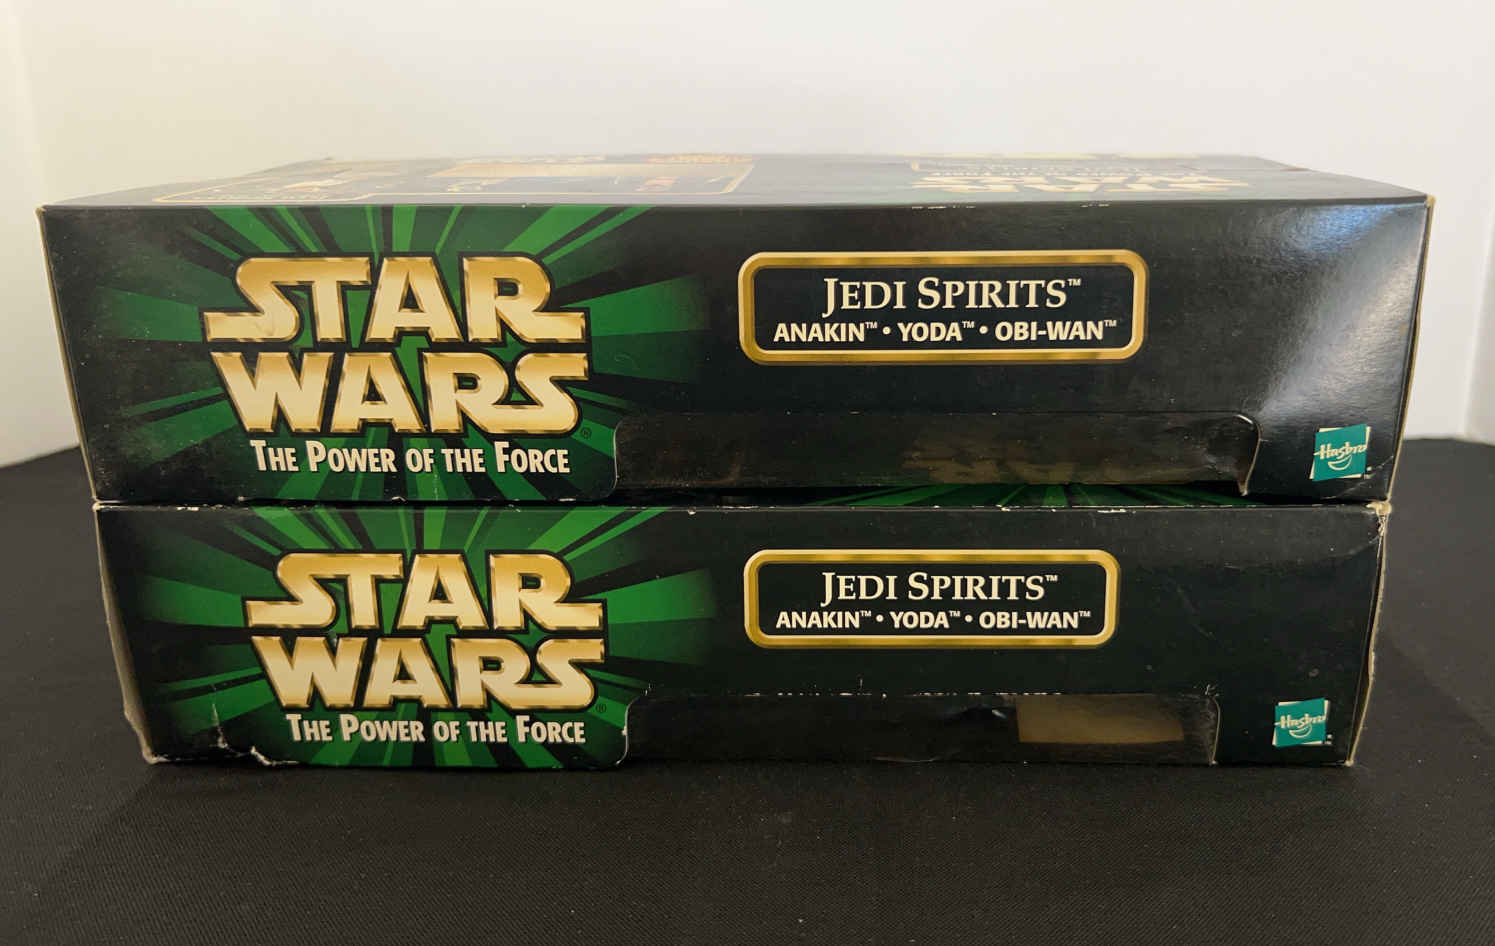 STAR
WARS®
THE POWER OF THE FORCE
JEDI SPIRITS™
ANAKIN™ • YODA™ • OBI-WAN™
Hasbro
STAR
WARS®
THE POWER OF THE FORCE
JEDI SPIRITS™
ANAKIN™ • YODA™ • OBI-WAN™
Hasbro